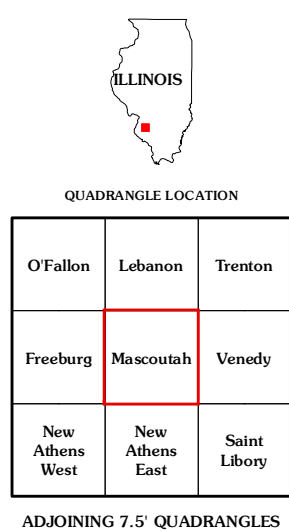 ILLINOIS
QUADRANGLE LOCATION
O'Fallon
Lebanon
Trenton
Freeburg
Mascoutah
Venedy
New
Athens
West
New
Athens
East
Saint
Libory
ADJOINING 7.5' QUADRANGLES